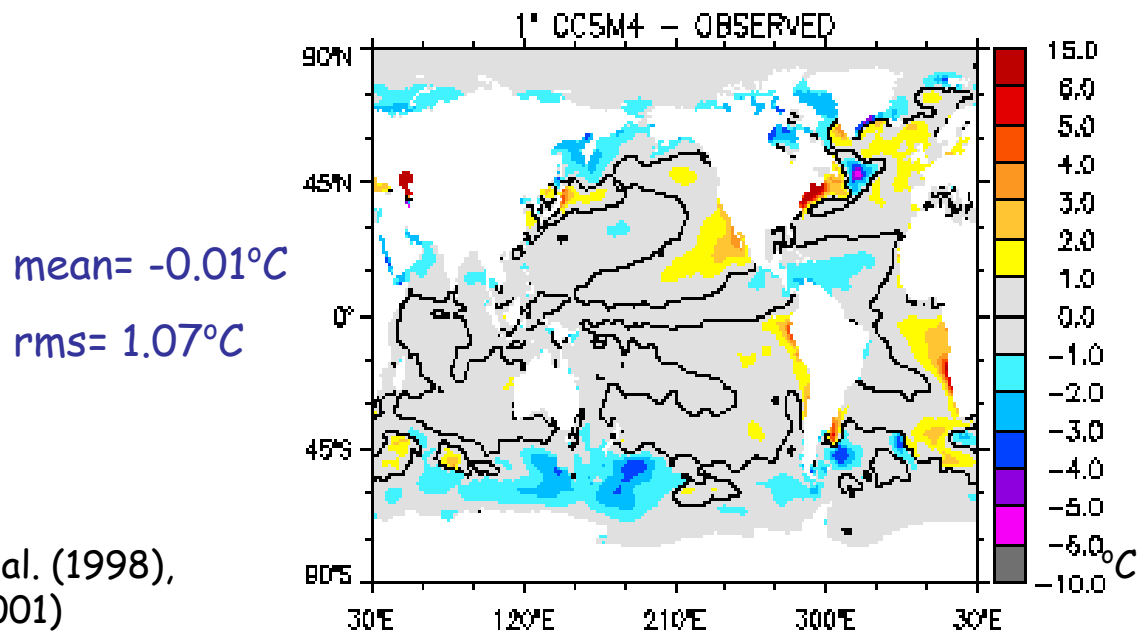 1° CCSM4 – OBSERVED
90°N
45°N
0°
45°S
80°S
30°E
120°E
210°E
300°E
30°E
15.0
6.0
5.0
4.0
3.0
2.0
1.0
0.0
-1.0
-2.0
-3.0
-4.0
-5.0
-6.0
-10.0
°C
mean= -0.01°C
rms= 1.07°C
al. (1998),
001)